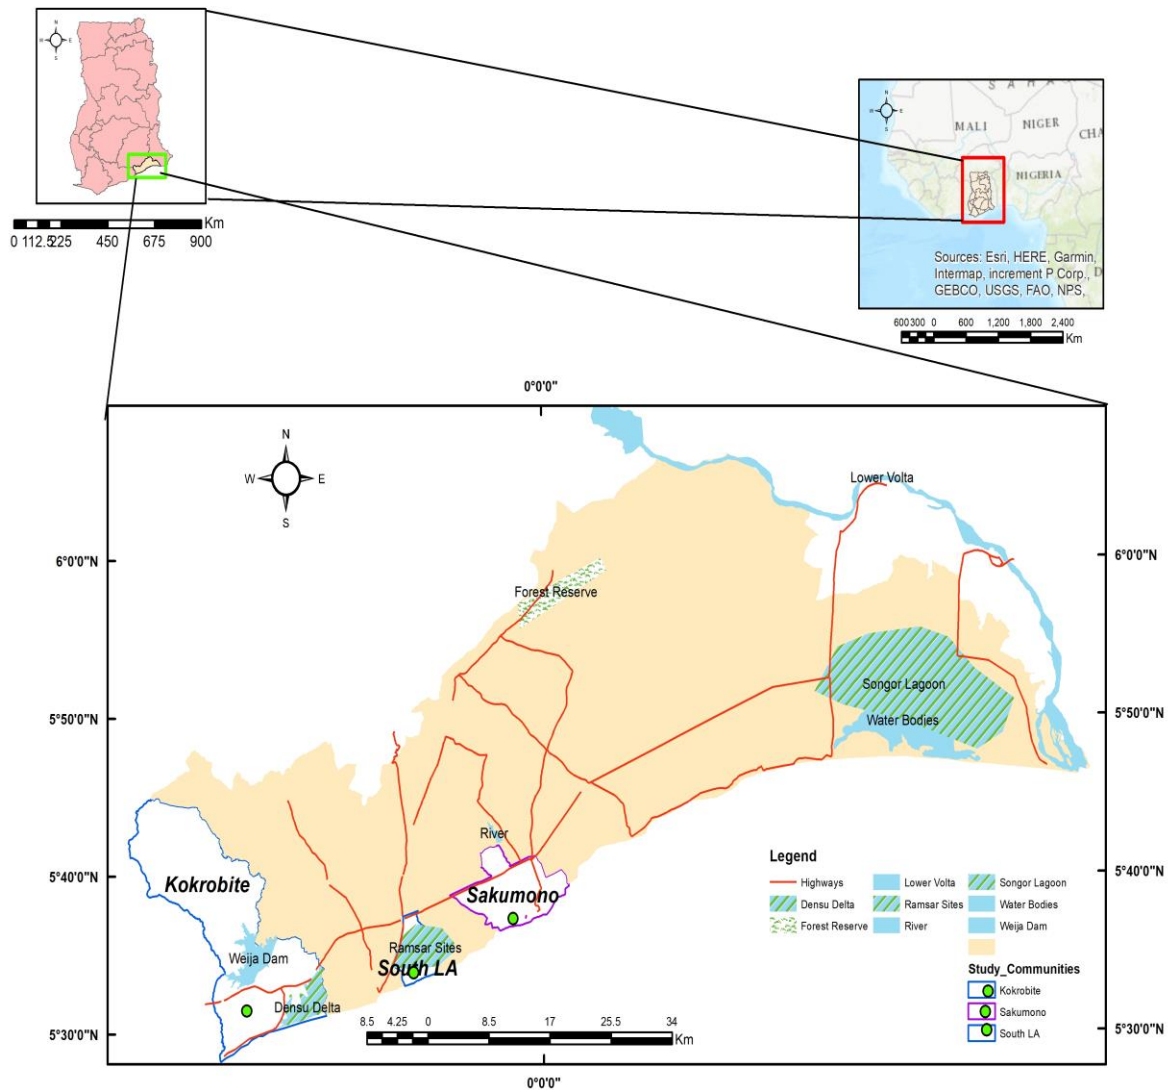 N
W E
S
Km
0 112.5 225 450 675 900
N
W E
S
SAHA
MALI NIGER CHA
NIGERIA
Sources: Esri, HERE, Garmin,
Intermap, increment P Corp.,
GEBCO, USGS, FAO, NPS,
D
600 300 0 600 1,200 1,800 2,400
Km
0°0'0"
N
W E
S
Lower Volta
6°0'0"N
6°0'0"N
Forest Reserve
Songor Lagoon
5°50'0"N
Water Bodies
5°50'0"N
River
Kokrobite
5°40'0"N
Sakumono
5°40'0"N
Ramsar Sites
Weija Dam
South LA
Densu Delta
5°30'0"N
5°30'0"N
8.5 4.25 0 8.5 17 25.5 34
Km
Legend
Highways Lower Volta Songor Lagoon
Densu Delta Ramsar Sites Water Bodies
Forest Reserve River Weija Dam
Study_Communities
Kokrobite
Sakumono
South LA
0°0'0"